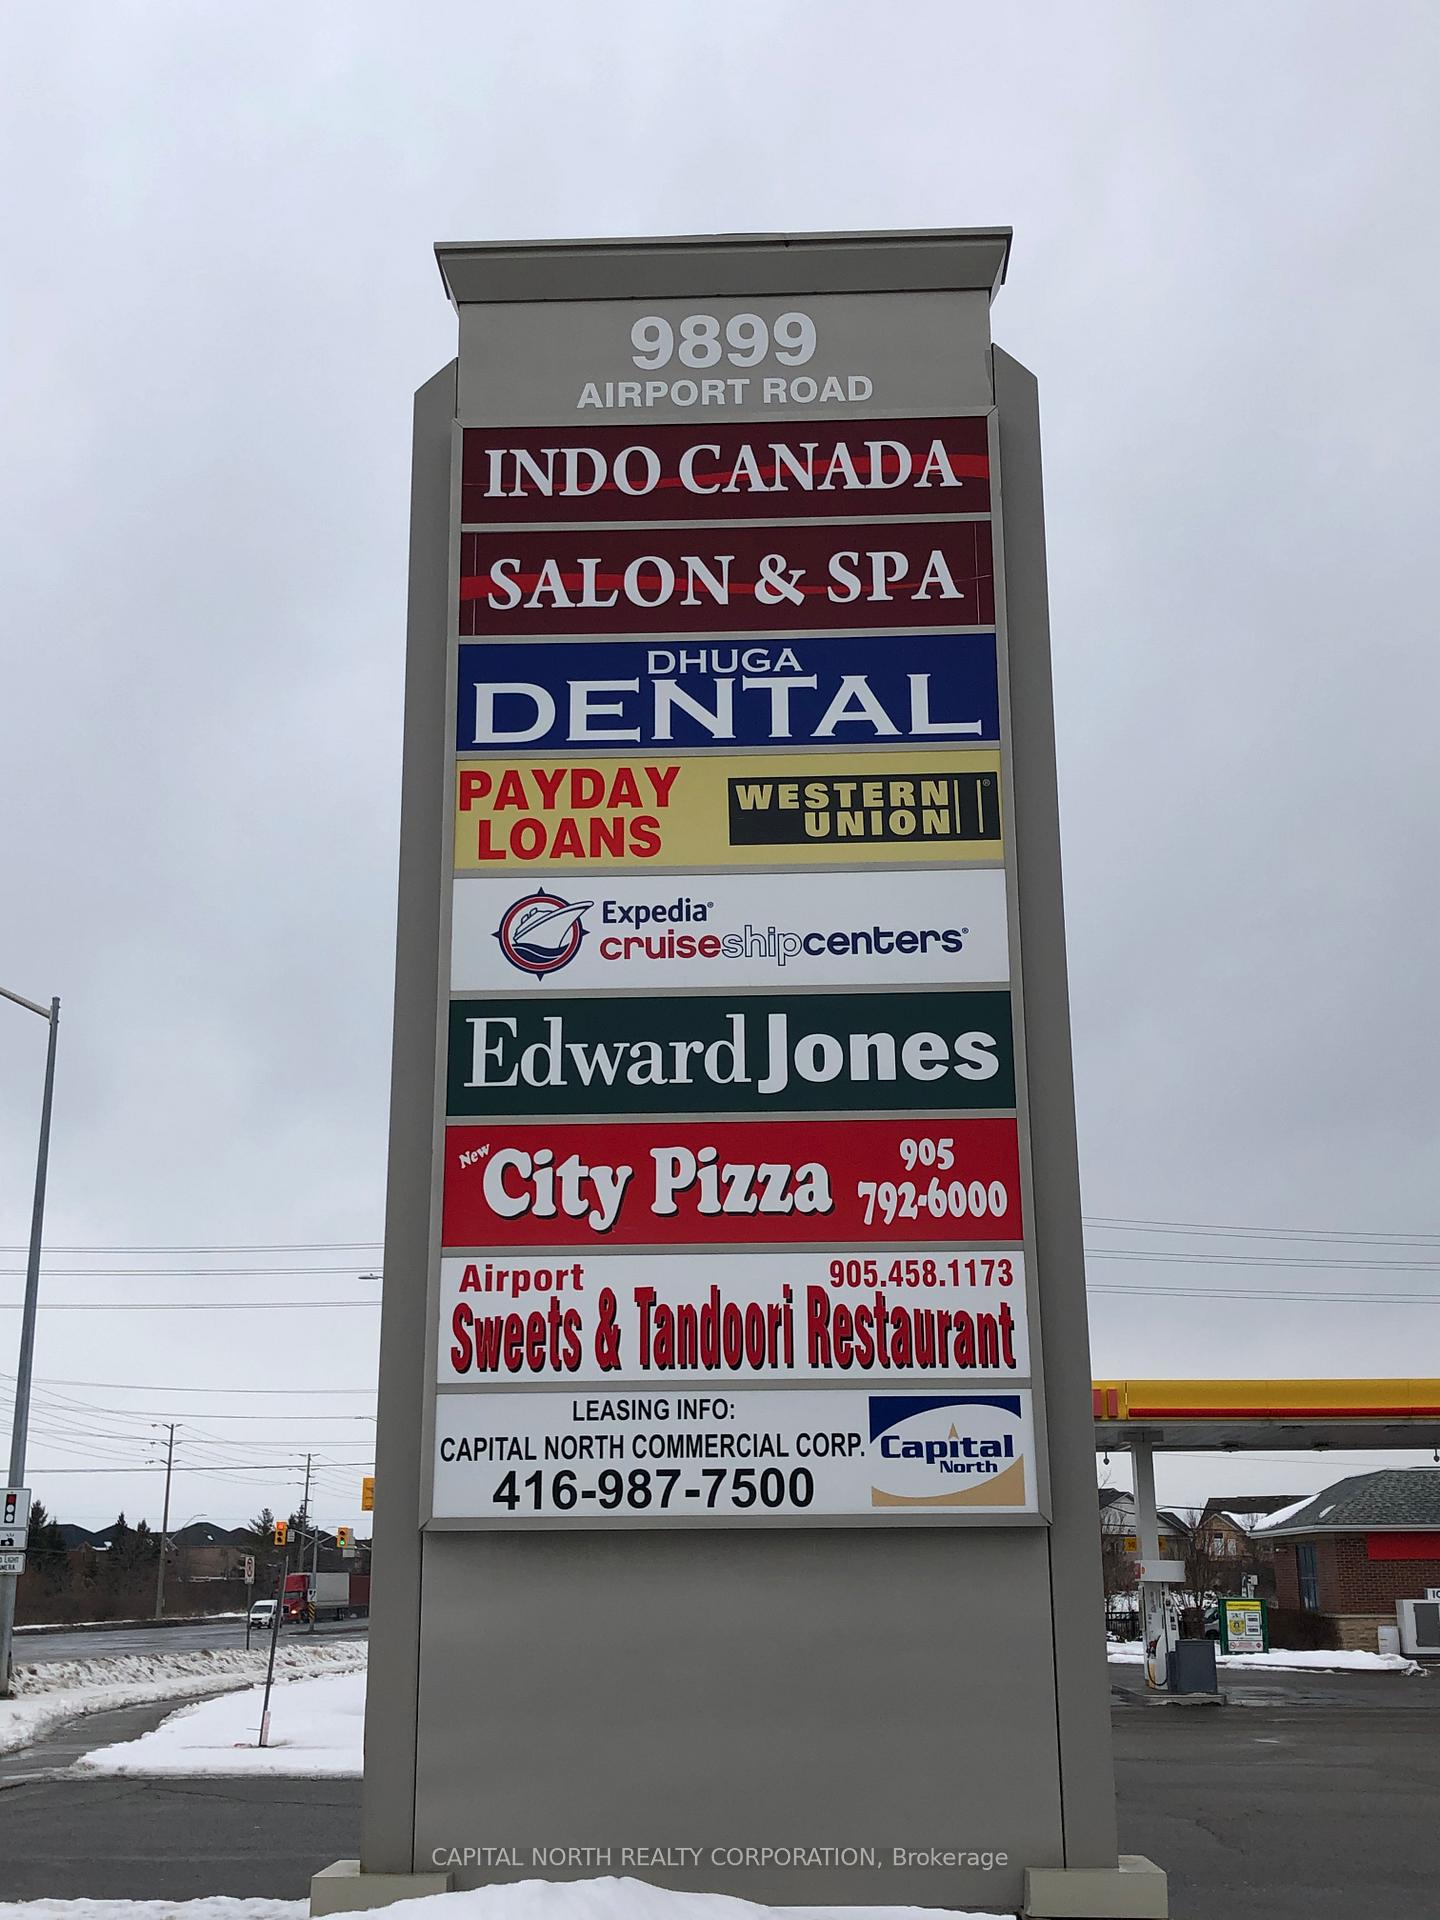 9899
AIRPORT ROAD
INDO CANADA
SALON & SPA
DHUGA
DENTAL
PAYDAY
LOANS
WESTERN
UNION
Expedia®
cruiseshipcenters®
Edward Jones
New City Pizza
905
792-6000
Airport
905.458.1173
Sweets & Tandoori Restaurant
LEASING INFO:
CAPITAL NORTH COMMERCIAL CORP.
416-987-7500
Capital
North
CAPITAL NORTH REALTY CORPORATION, Brokerage